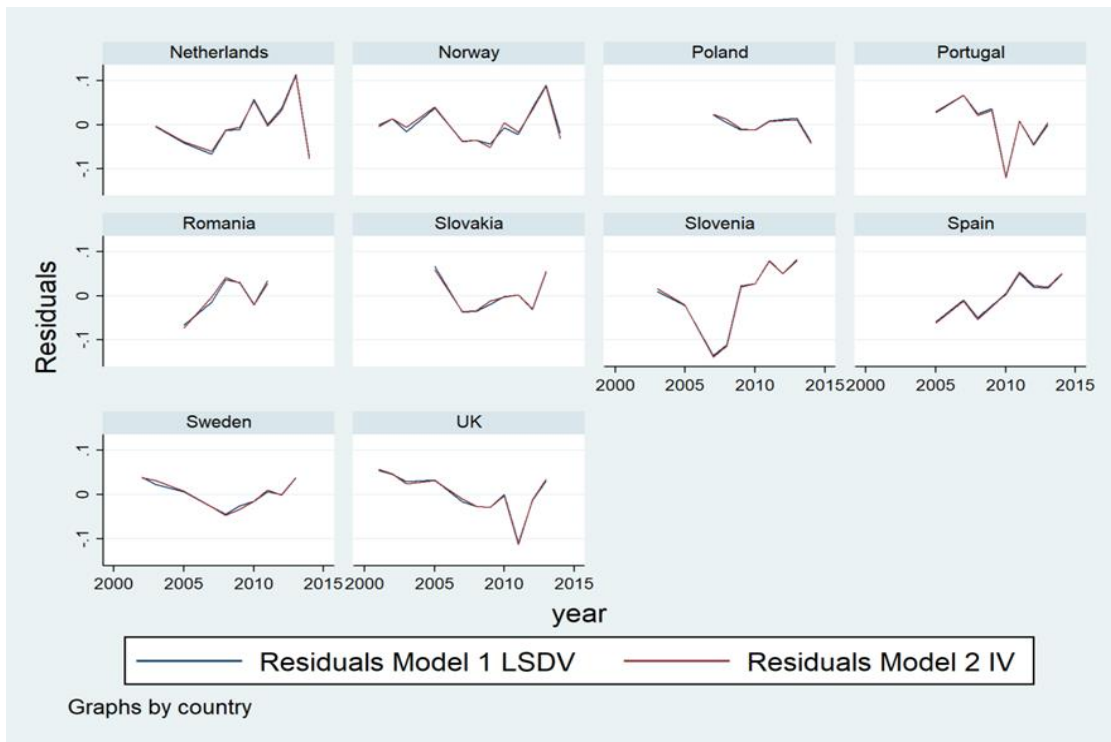 Netherlands Norway Poland Portugal
.1
0
-.1
Romania Slovakia Slovenia Spain
.1
0
-.1
2000 2005 2010 2015 2000 2005 2010 2015
Sweden UK
.1
0
-.1
2000 2005 2010 2015 2000 2005 2010 2015
Residuals
year
Residuals Model 1 LSDV Residuals Model 2 IV
Graphs by country